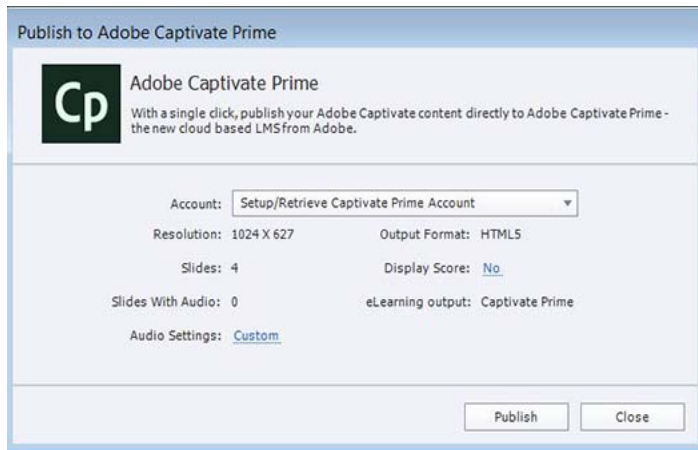 Publish to Adobe Captivate Prime
Cp
Adobe Captivate Prime
With a single click, publish your Adobe Captivate content directly to Adobe Captivate Prime -
the new cloud based LMS from Adobe.
Account: Setup/Retrieve Captivate Prime Account
Resolution: 1024 X 627 Output Format: HTML5
Slides: 4 Display Score: No
Slides With Audio: 0 eLearning output: Captivate Prime
Audio Settings: Custom
Publish Close